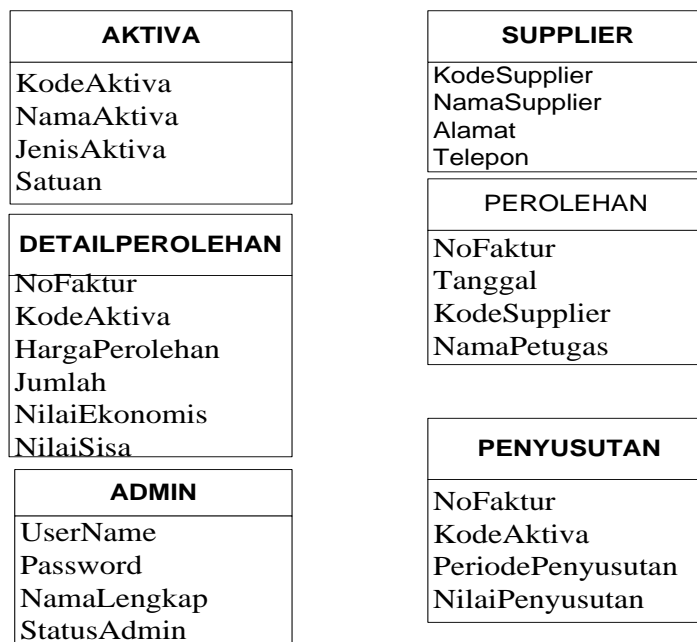 AKTIVA
KodeAktiva
NamaAktiva
JenisAktiva
Satuan
DETAILPEROLEHAN
NoFaktur
KodeAktiva
HargaPerolehan
Jumlah
NilaiEkonomis
NilaiSisa
ADMIN
UserName
Password
NamaLengkap
StatusAdmin
SUPPLIER
KodeSupplier
NamaSupplier
Alamat
Telepon
PEROLEHAN
NoFaktur
Tanggal
KodeSupplier
NamaPetugas
PENYUSUTAN
NoFaktur
KodeAktiva
PeriodePenyusutan
NilaiPenyusutan